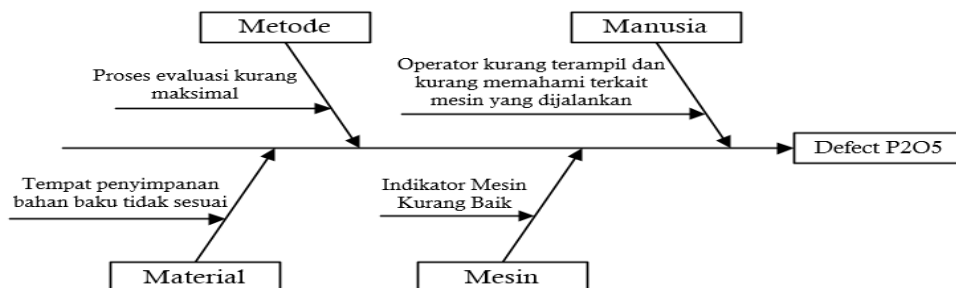 Metode
Manusia
Proses evaluasi kurang
maksimal
Operator kurang terampil dan
kurang memahami terkait
mesin yang dijalankan
Defect P2O5
Tempat penyimpanan
bahan baku tidak sesuai
Indikator Mesin
Kurang Baik
Material
Mesin